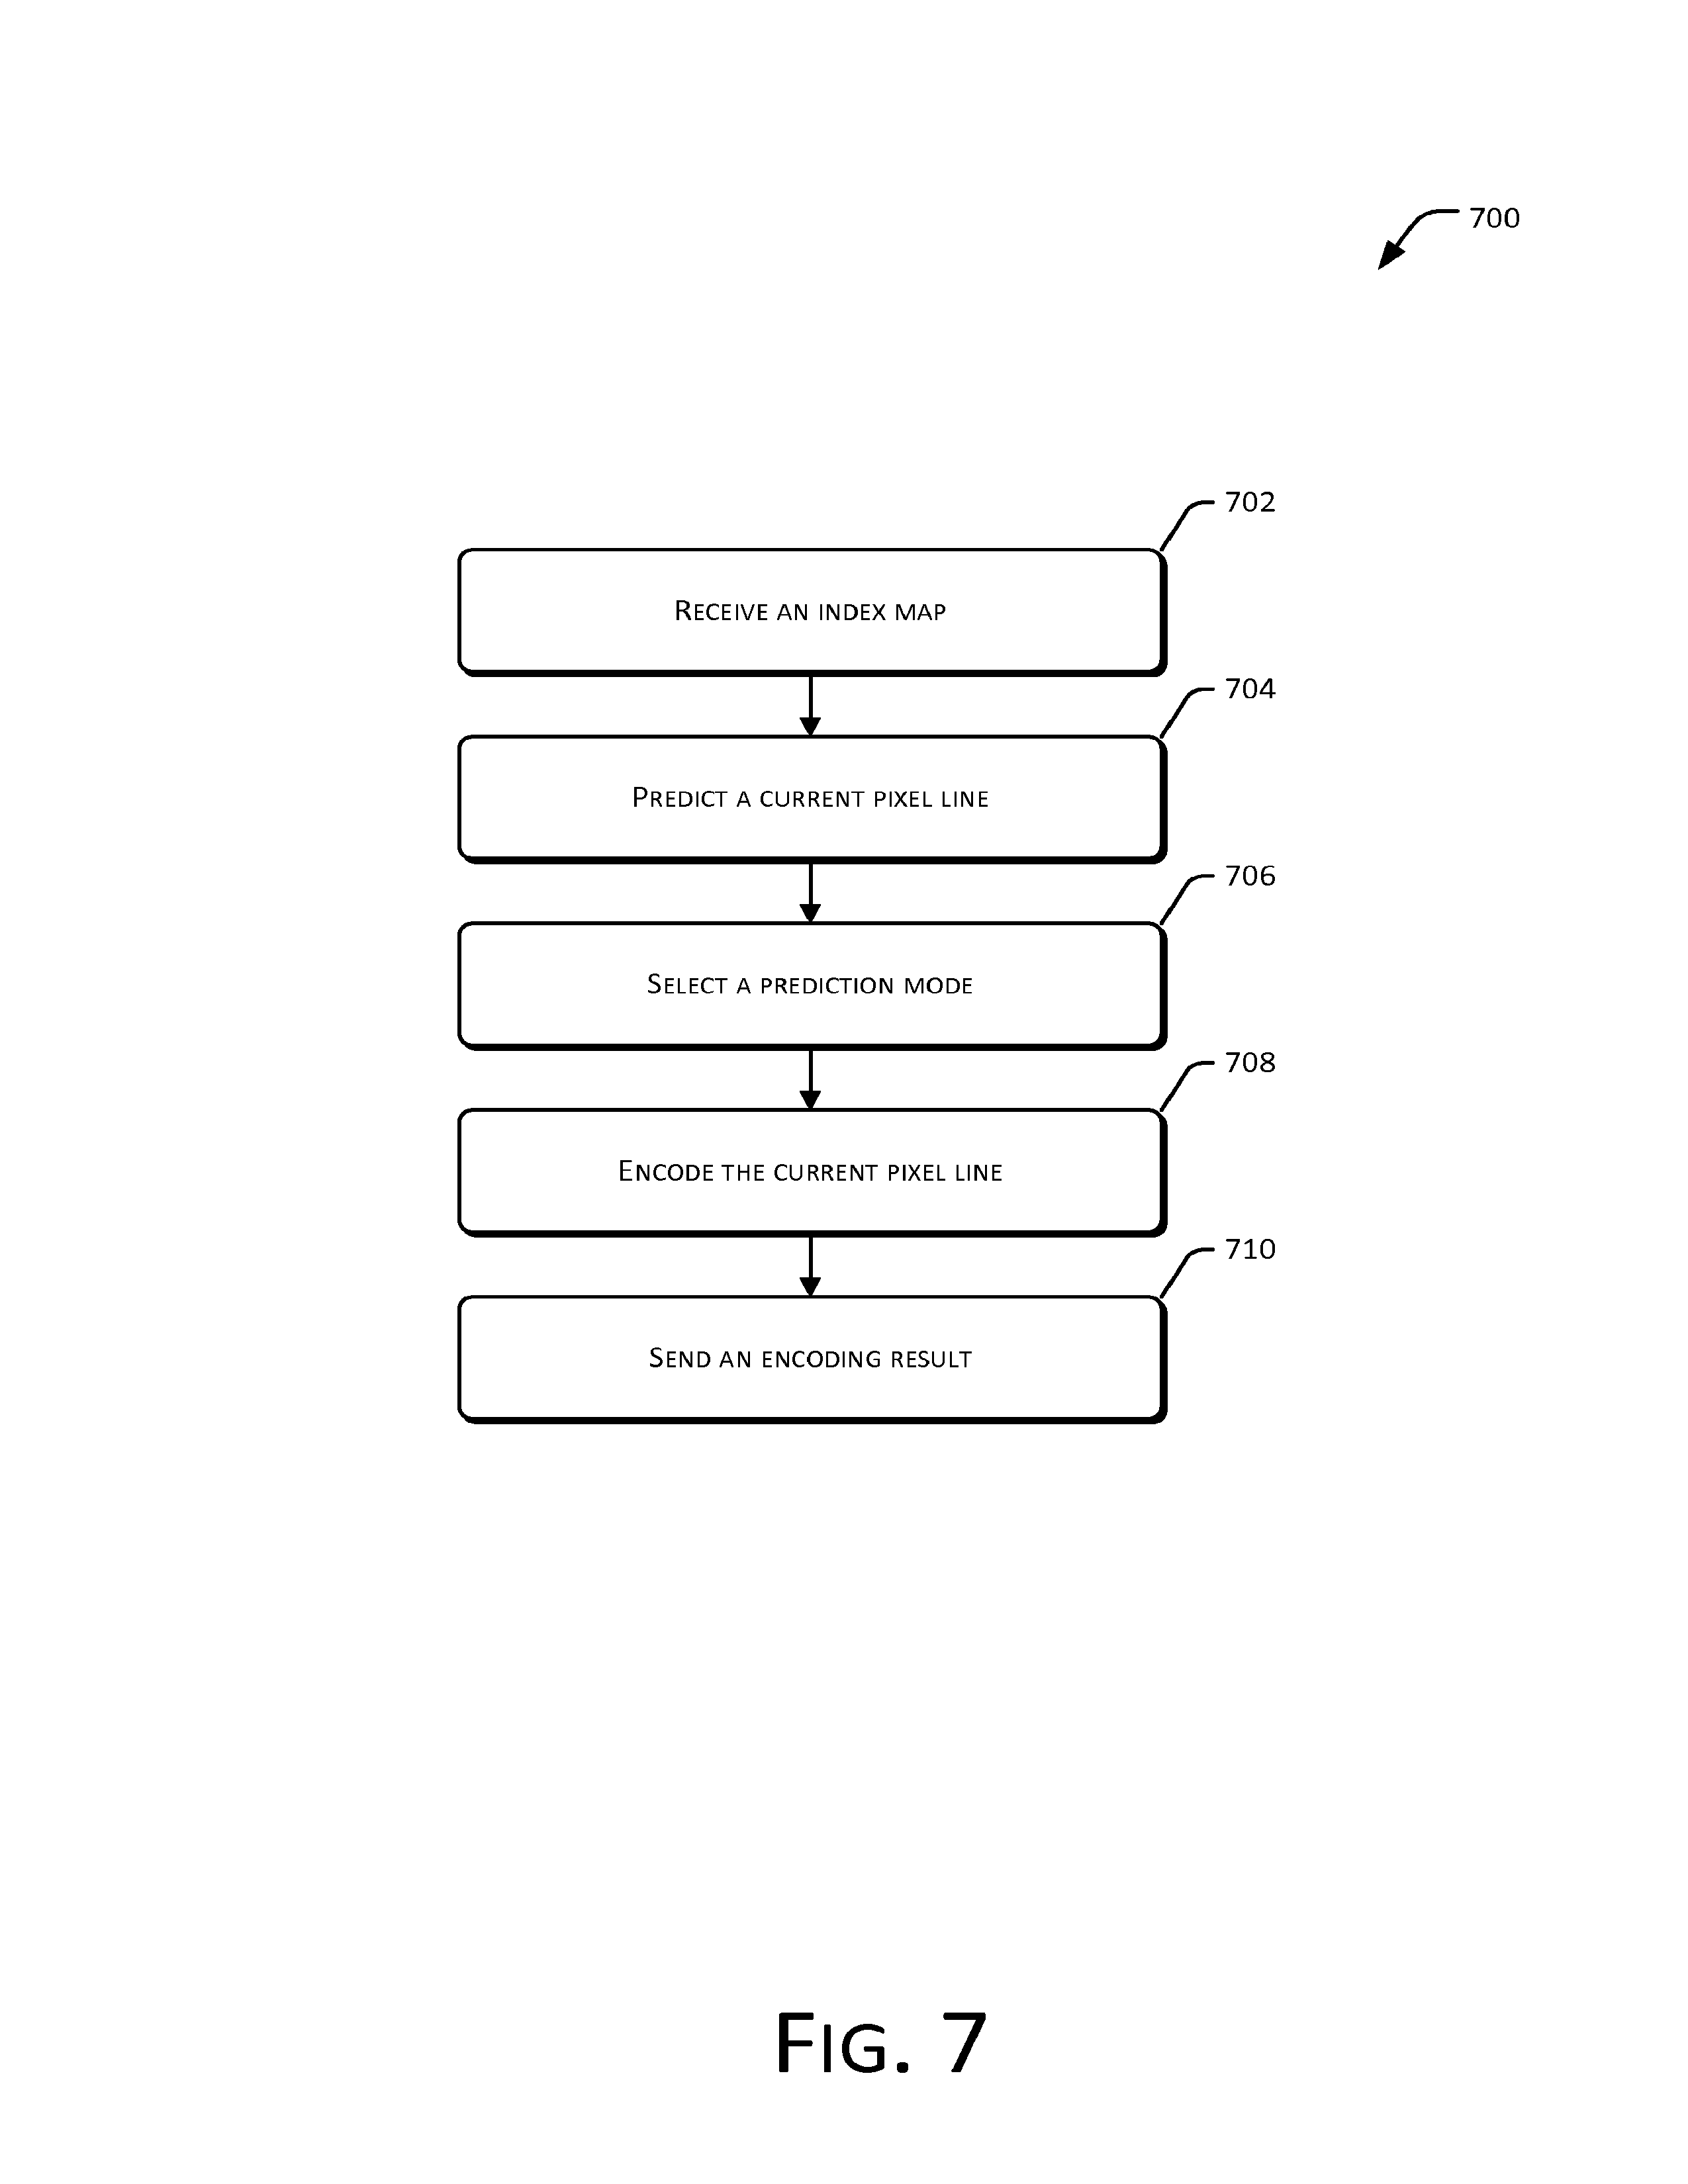 700
702
RECEIVE AN INDEX MAP
704
PREDICT A CURRENT PIXEL LINE
706
SELECT A PREDICTION MODE
708
ENCODE THE CURRENT PIXEL LINE
710
SEND AN ENCODING RESULT
FIG. 7